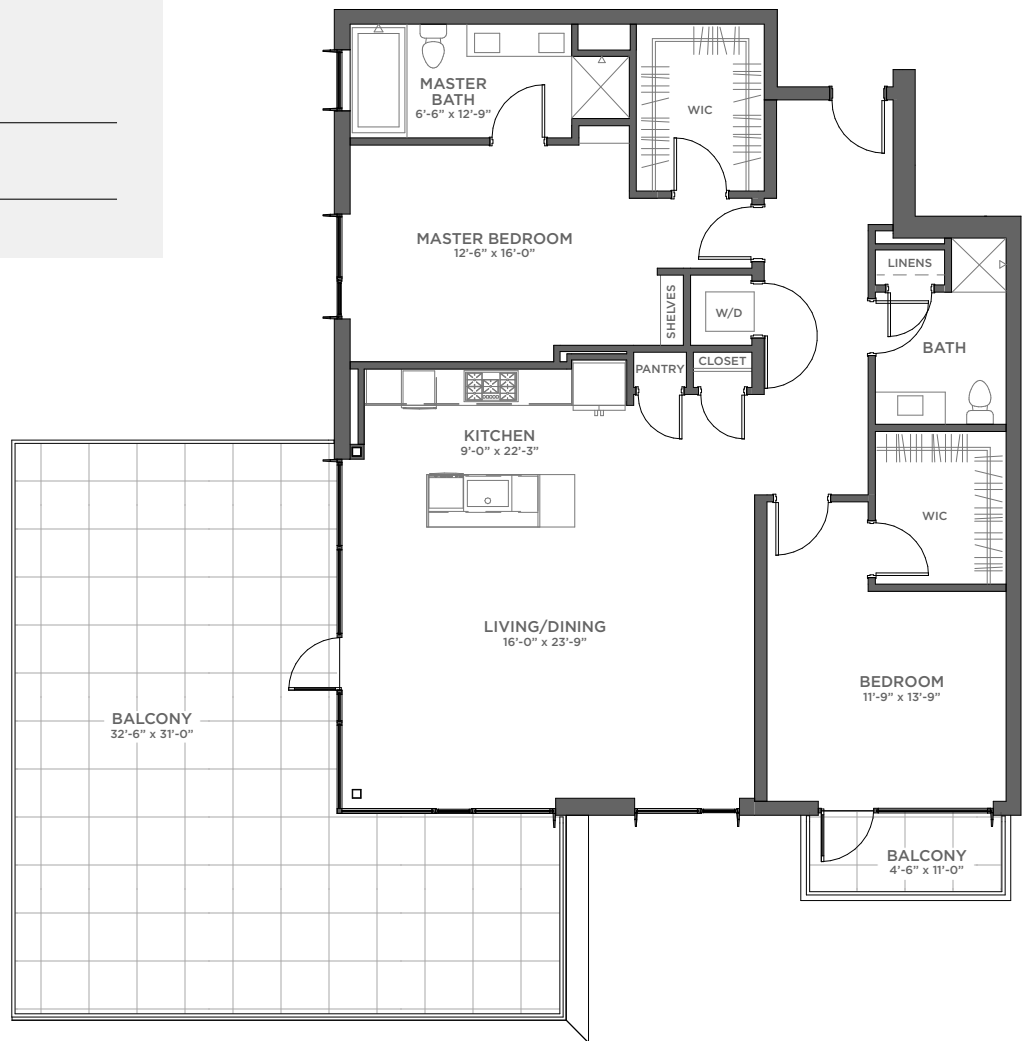 MASTER
BATH
6'-6" x 12'-9"
WIC
MASTER BEDROOM
12'-6" x 16'-0"
LINENS
SHELVES
W/D
BATH
PANTRY
CLOSET
KITCHEN
9'-0" x 22'-3"
WIC
LIVING/DINING
16'-0" x 23'-9"
BEDROOM
11'-9" x 13'-9"
BALCONY
32'-6" x 31'-0"
BALCONY
4'-6" x 11'-0"